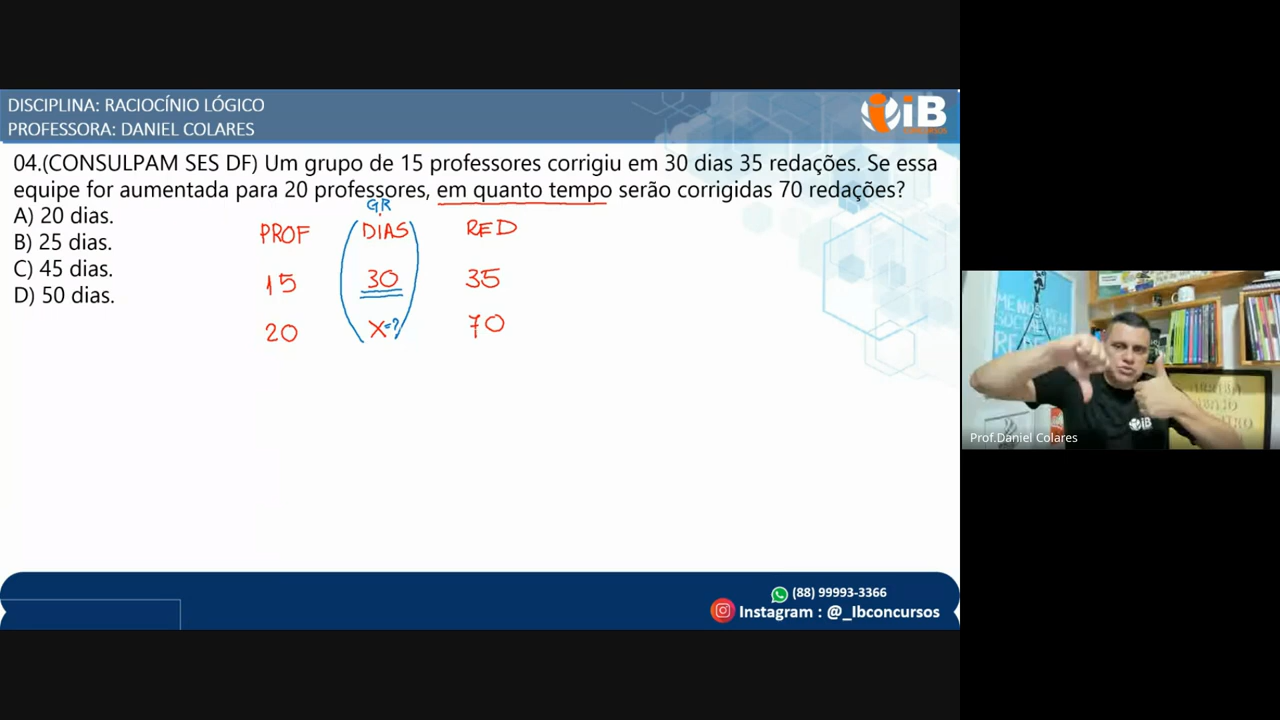 DISCIPLINA: RACIOCÍNIO LÓGICO
PROFESSORA: DANIEL COLARES
iB
CONCURSOS
04.(CONSULPAM SES DF) Um grupo de 15 professores corrigiu em 30 dias 35 redações. Se essa
equipe for aumentada para 20 professores, em quanto tempo serão corrigidas 70 redações?
A) 20 dias.
B) 25 dias.
C) 45 dias.
D) 50 dias.
GR
PROF DIAS RED
15 30 35
20 X=? 70
iB
Prof.Daniel Colares
(88) 99993-3366
Instagram : @_Ibconcursos